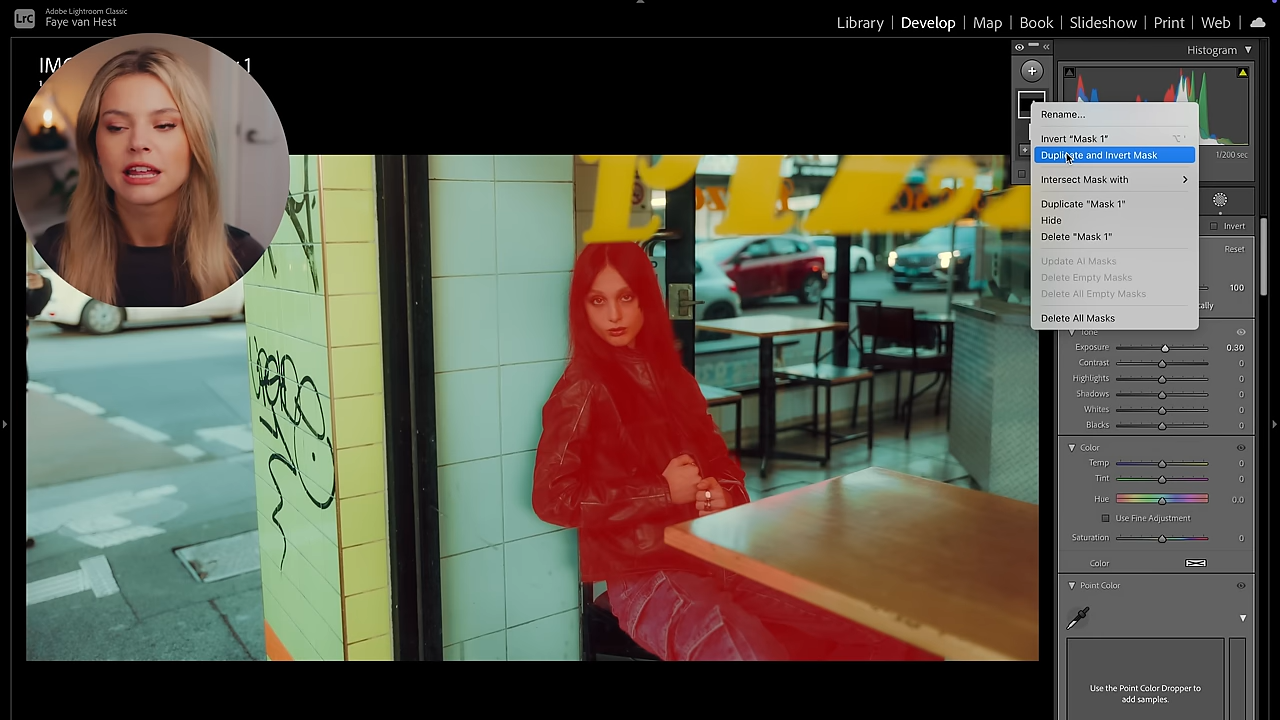 LrC
Adobe Lightroom Classic
Faye van Hest
Library | Develop | Map | Book | Slideshow | Print | Web
Histogram
Rename...
Invert "Mask 1"
Duplicate and Invert Mask
1/200 sec
Intersect Mask with
Duplicate "Mask 1"
Hide
Invert
Delete "Mask 1"
Reset
Update AI Masks
Delete Empty Masks
100
Delete All Empty Masks
Delete All Masks
Tone
Exposure 0.30
Contrast 0
Highlights 0
Shadows 0
Whites 0
Blacks 0
Color
Temp 0
Tint 0
Hue 0.0
Use Fine Adjustment
Saturation 0
Color
Point Color
Use the Point Color Dropper to
add samples.